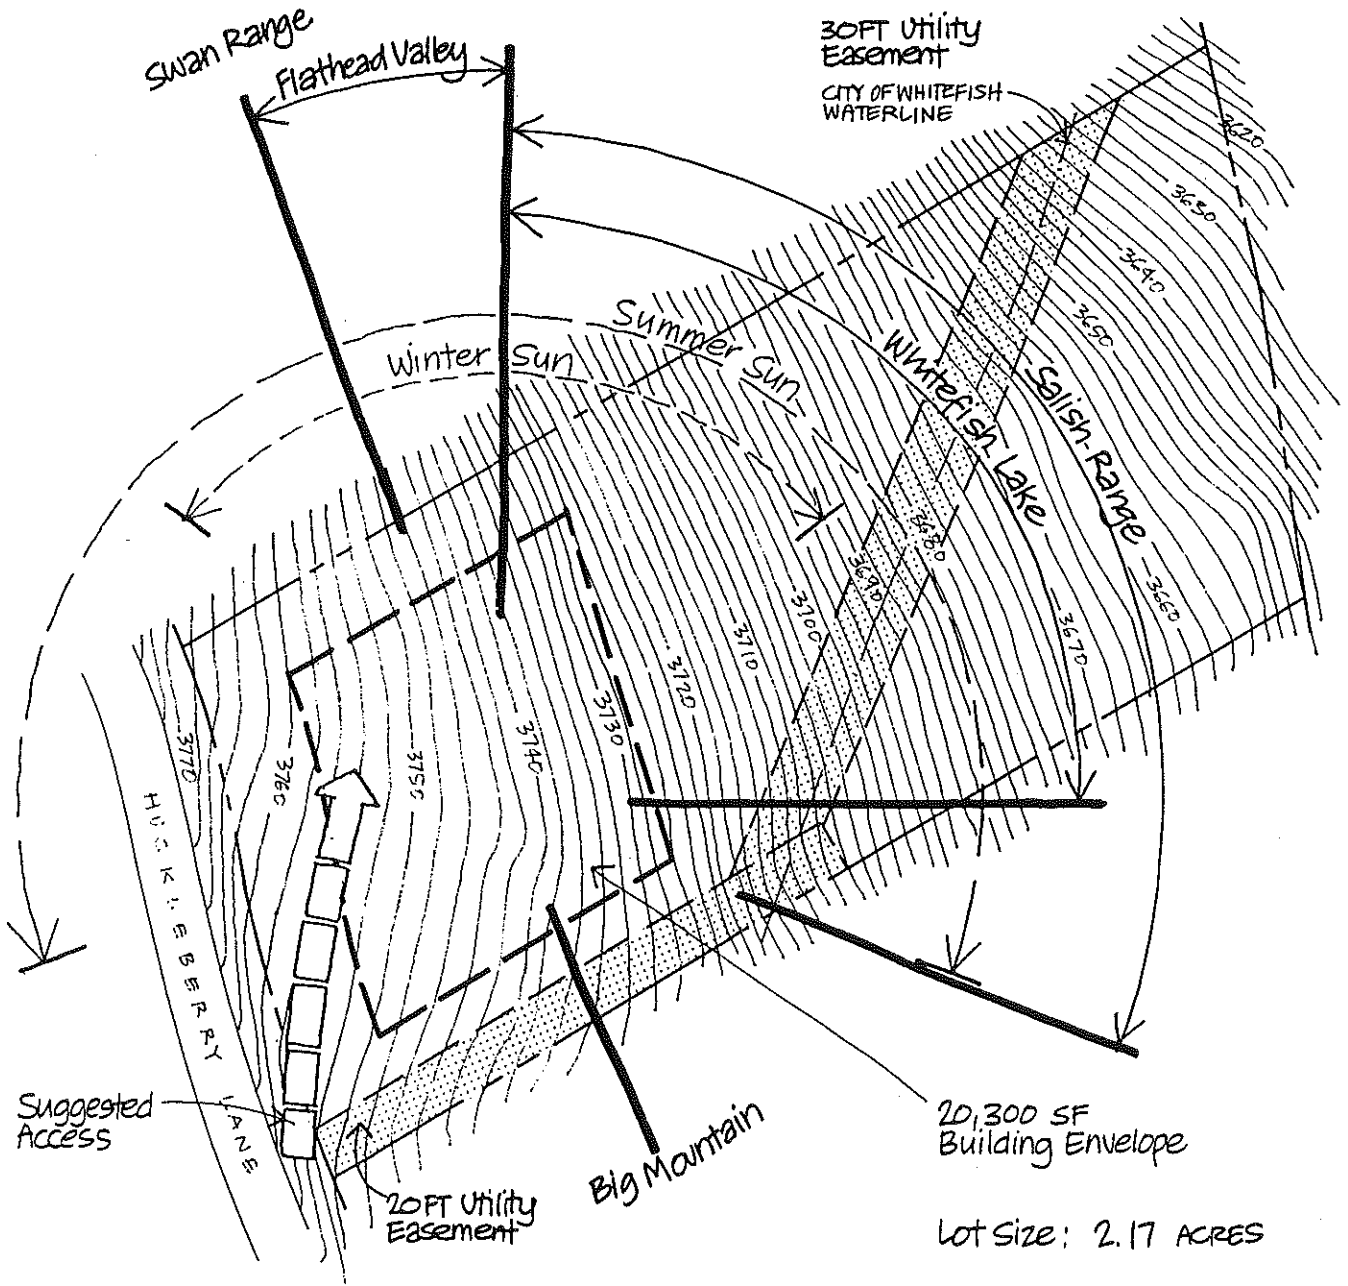 Swan Range
Flathead Valley
30FT Utility
Easement
CITY OF WHITEFISH
WATERLINE
3620
3630
3640
3650
Summer Sun
Winter Sun
Whitefish Lake
Salish Range
3680
3690
3660
3670
3700
3710
3720
3730
3740
3750
3760
3770
HUCKLEBERRY LANE
Suggested
Access
20FT Utility
Easement
Big Mountain
20,300 SF
Building Envelope
Lot Size: 2.17 ACRES